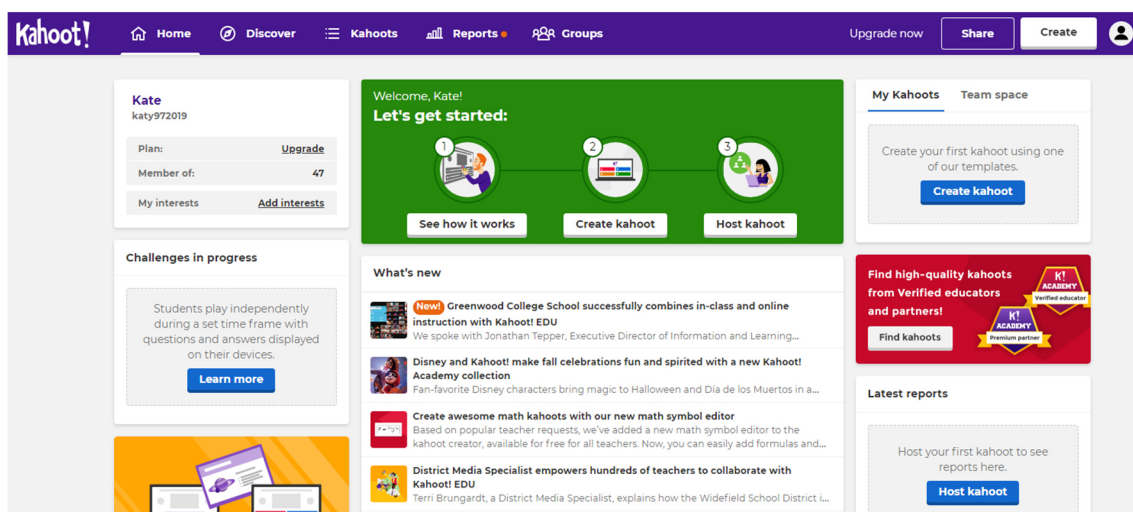 Kahoot!
Home
Discover
Kahoots
Reports
Groups
Upgrade now
Share
Create
Kate
katy972019
Plan: Upgrade
Member of: 47
My interests Add interests
Challenges in progress
Students play independently
during a set time frame with
questions and answers displayed
on their devices.
Learn more
Welcome, Kate!
Let's get started:
1
2
3
See how it works
Create kahoot
Host kahoot
What's new
New! Greenwood College School successfully combines in-class and online
instruction with Kahoot! EDU
We spoke with Jonathan Tepper, Executive Director of Information and Learning...
Disney and Kahoot! make fall celebrations fun and spirited with a new Kahoot!
Academy collection
Fan-favorite Disney characters bring magic to Halloween and Día de los Muertos in a...
Create awesome math kahoots with our new math symbol editor
Based on popular teacher requests, we've added a new math symbol editor to the
kahoot creator, available for free for all teachers. Now, you can easily add formulas and...
District Media Specialist empowers hundreds of teachers to collaborate with
Kahoot! EDU
Terri Brungardt, a District Media Specialist, explains how the Widefield School District i...
My Kahoots
Team space
Create your first kahoot using one
of our templates.
Create kahoot
Find high-quality kahoots
from Verified educators
and partners!
Find kahoots
K!
ACADEMY
Verified educator
K!
ACADEMY
Premium partner
Latest reports
Host your first kahoot to see
reports here.
Host kahoot